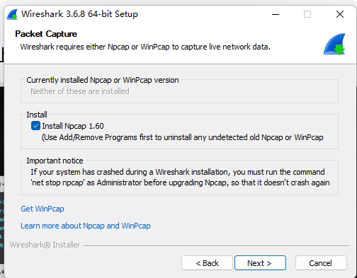 Wireshark 3.6.8 64-bit Setup
Packet Capture
Wireshark requires either Npcap or WinPcap to capture live network data.
Currently installed Npcap or WinPcap version
Neither of these are installed
Install
Install Npcap 1.60
(Use Add/Remove Programs first to uninstall any undetected old Npcap or WinPcap
Important notice
If your system has crashed during a Wireshark installation, you must run the command
'net stop npcap' as Administrator before upgrading Npcap, so that it doesn't crash again
Get WinPcap
Learn more about Npcap and WinPcap
Wireshark® Installer
< Back
Next >
Cancel